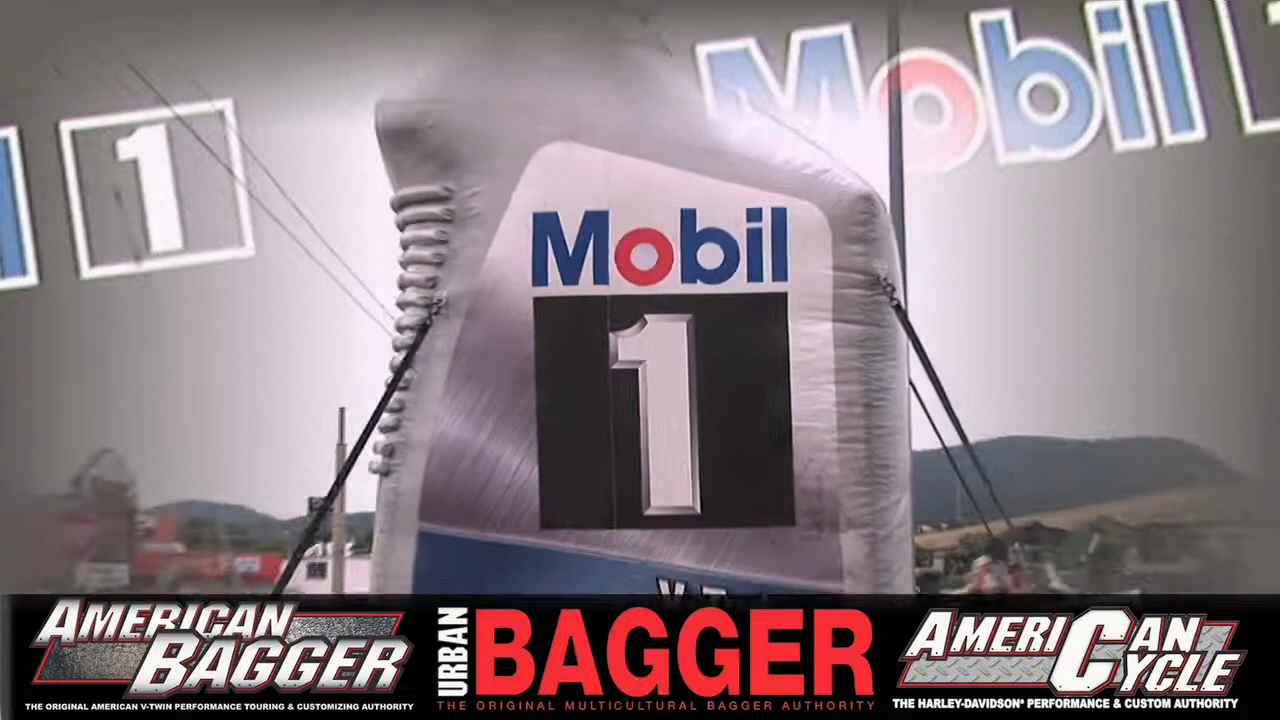 1
Mobil
Mobil
1
AMERICAN
BAGGER
THE ORIGINAL AMERICAN V-TWIN PERFORMANCE TOURING & CUSTOMIZING AUTHORITY
URBAN
BAGGER
THE ORIGINAL MULTICULTURAL BAGGER AUTHORITY
AMERICAN
CYCLE
THE HARLEY-DAVIDSON® PERFORMANCE & CUSTOM AUTHORITY